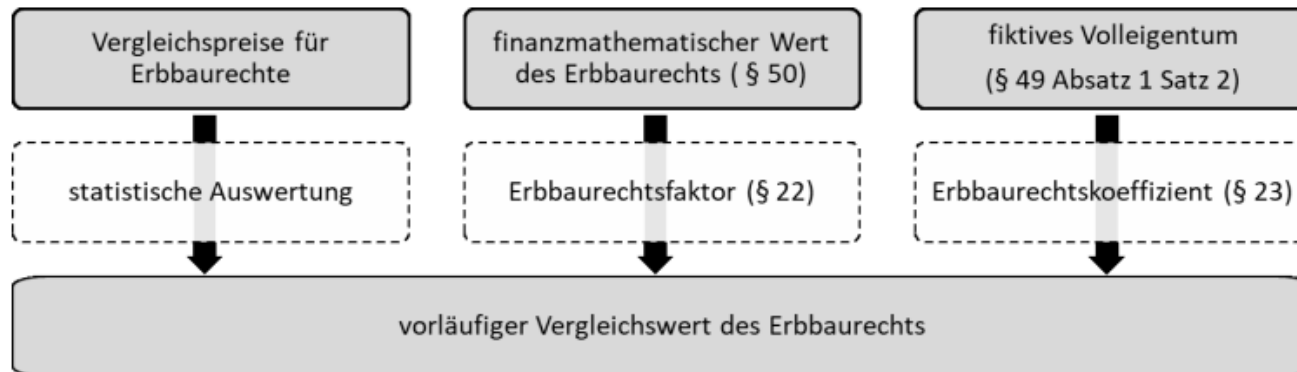 Vergleichspreise für
Erbbaurechte
finanzmathematischer Wert
des Erbbaurechts ( § 50)
fiktives Volleigentum
(§ 49 Absatz 1 Satz 2)
statistische Auswertung
Erbbaurechtsfaktor (§ 22)
Erbbaurechtskoeffizient (§ 23)
vorläufiger Vergleichswert des Erbbaurechts